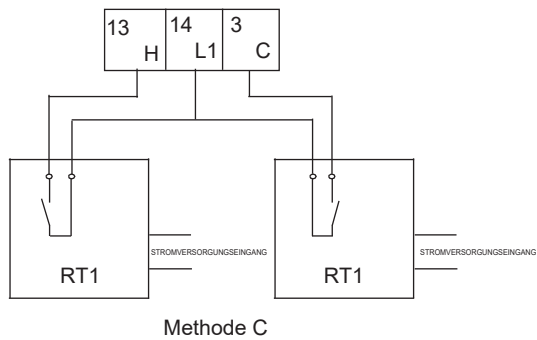 13 14 3
H L1 C
STROMVERSORGUNGSEINGANG STROMVERSORGUNGSEINGANG
RT1 RT1
Methode C